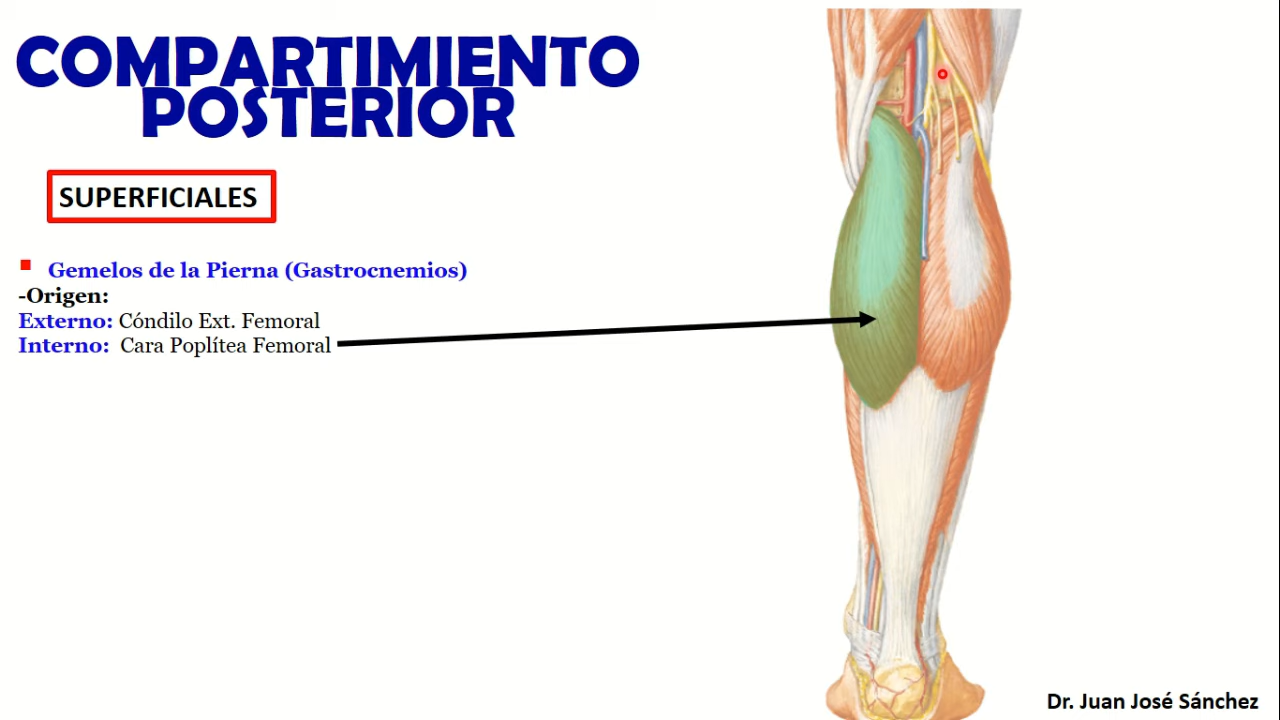 COMPARTIMIENTO
POSTERIOR
SUPERFICIALES
Gemelos de la Pierna (Gastrocnemios)
-Origen:
Externo: Cóndilo Ext. Femoral
Interno: Cara Poplítea Femoral
Dr. Juan José Sánchez